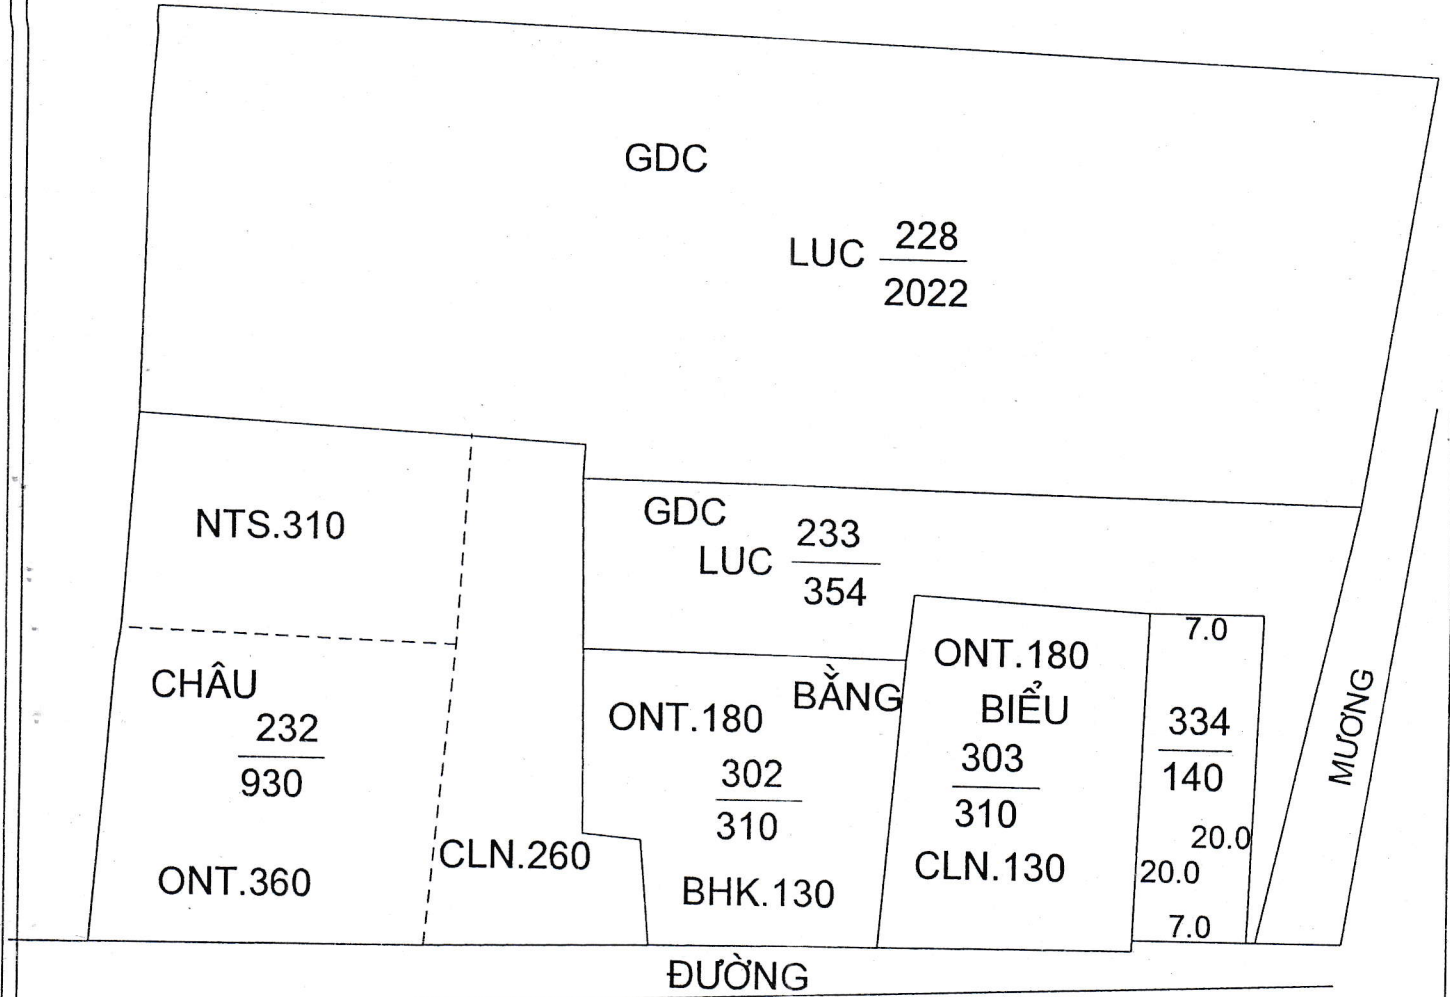 GDC
LUC 228
2022
NTS.310
GDC
LUC 233
354
CHÂU
232
930
ONT.360
CLN.260
BẰNG
ONT.180
302
310
BHK.130
ONT.180
BIỂU
303
310
CLN.130
7.0
334
140
20.0
20.0
7.0
MƯƠNG
ĐƯỜNG